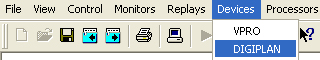 File View Control Monitors Replays Devices Processors
VPRO
DIGIPLAN